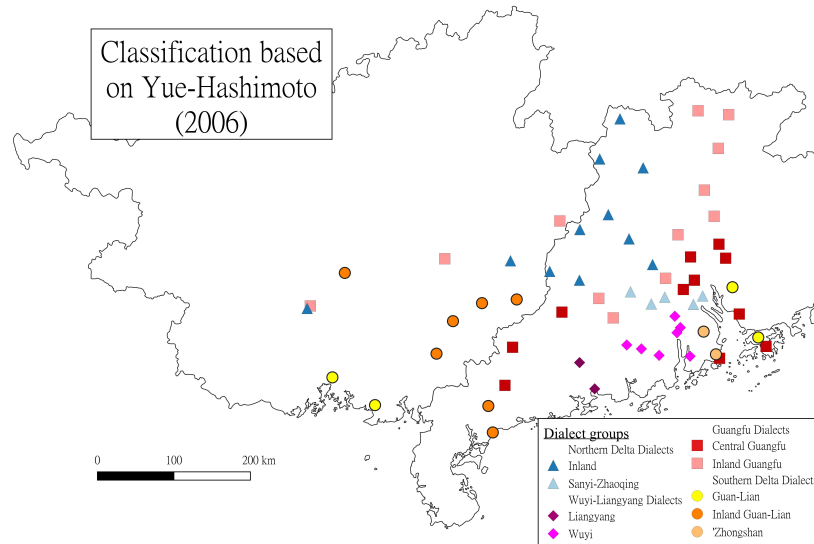 Classification based
on Yue-Hashimoto
(2006)
0 100 200 km
Dialect groups
Northern Delta Dialects
Inland
Sanyi-Zhaoqing
Wuyi-Liangyang Dialects
Liangyang
Wuyi
Guangfu Dialects
Central Guangfu
Inland Guangfu
Southern Delta Dialect
Guan-Lian
Inland Guan-Lian
'Zhongshan